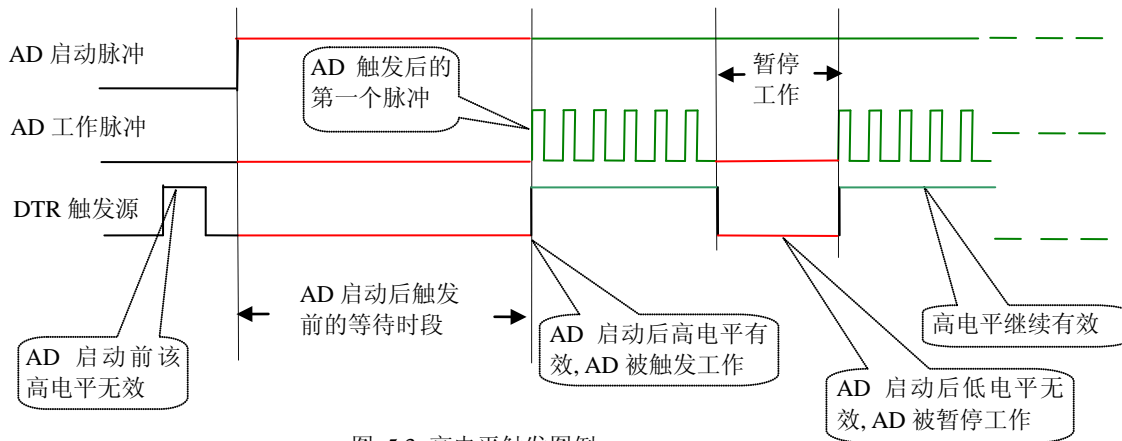 AD 启动脉冲
AD 触发后的
第一个脉冲
暂停
工作
AD 工作脉冲
DTR 触发源
AD 启动后触发
前的等待时段
AD 启动前该
高电平无效
AD 启动后高电平有
效, AD 被触发工作
高电平继续有效
AD 启动后低电平无
效, AD 被暂停工作